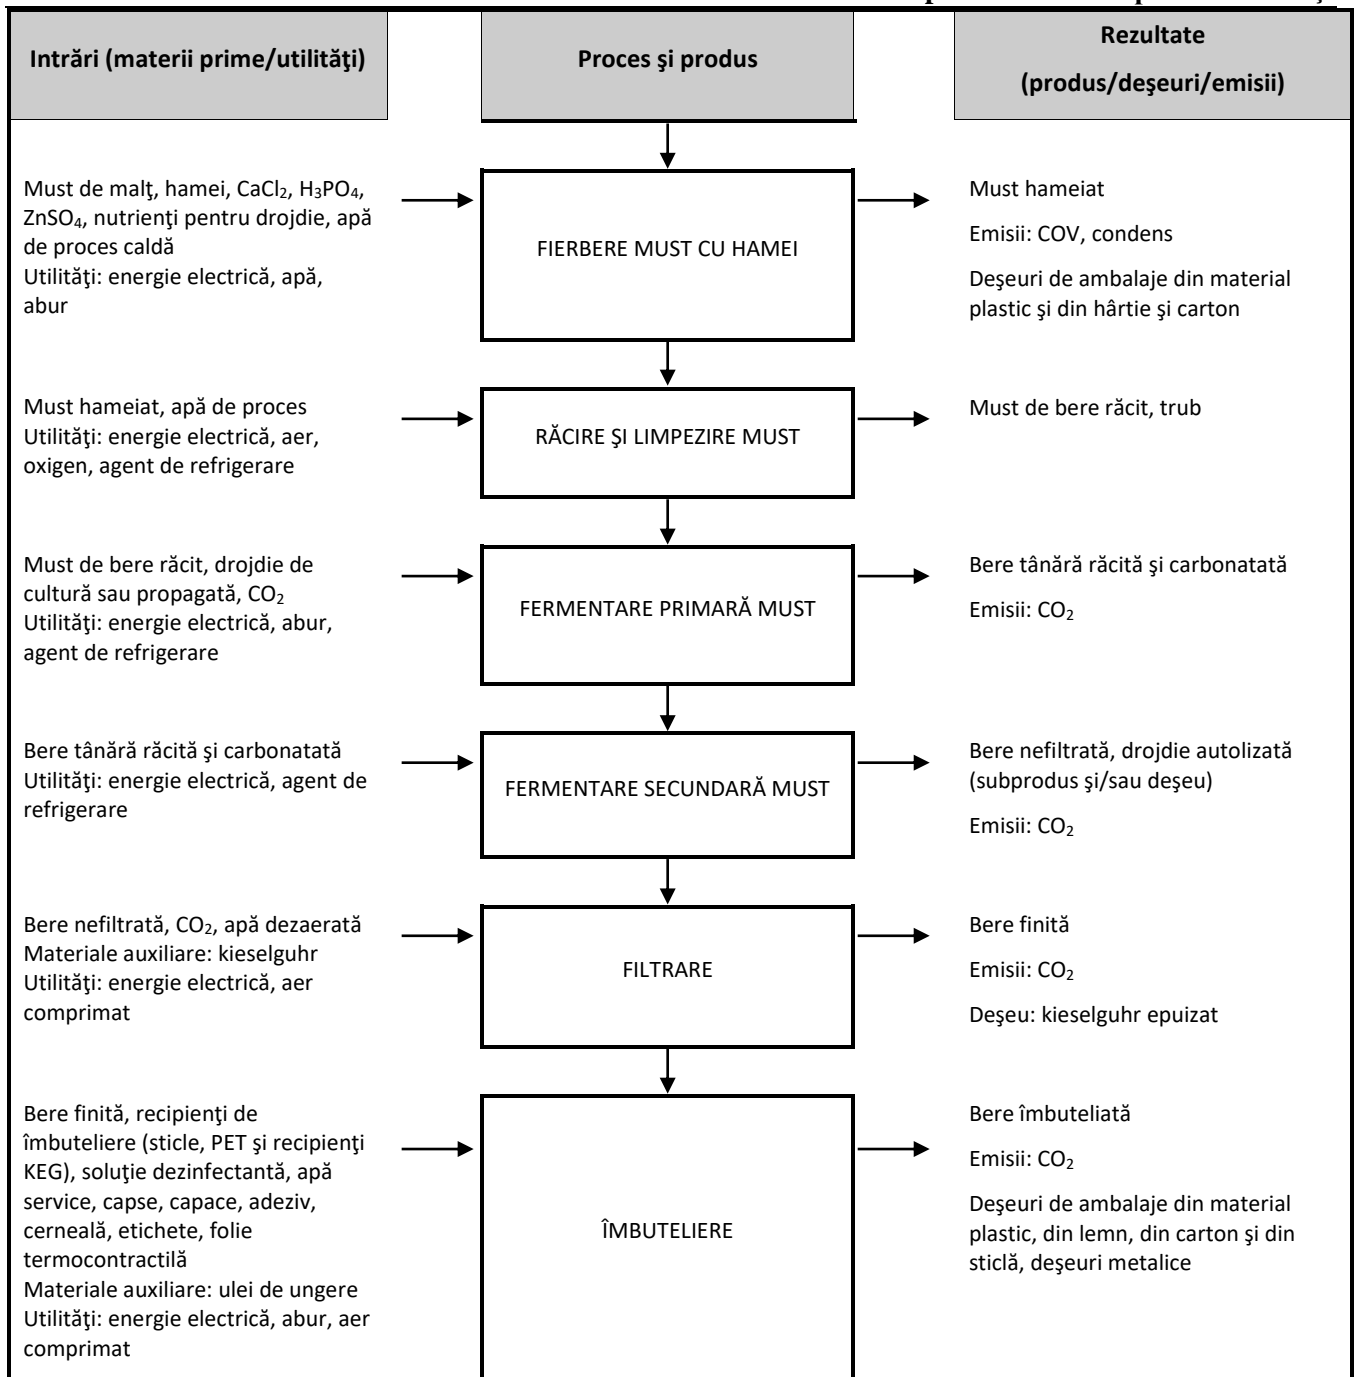 Intrări (materii prime/utilităţi)
Proces şi produs
Rezultate
(produs/deşeuri/emisii)
Must de malţ, hamei, CaCl₂, H₃PO₄,
ZnSO₄, nutrienţi pentru drojdie, apă
de proces caldă
Utilităţi: energie electrică, apă,
abur
FIERBERE MUST CU HAMEI
Must hameiat
Emisii: COV, condens
Deşeuri de ambalaje din material
plastic şi din hârtie şi carton
Must hameiat, apă de proces
Utilităţi: energie electrică, aer,
oxigen, agent de refrigerare
RĂCIRE ŞI LIMPEZIRE MUST
Must de bere răcit, trub
Must de bere răcit, drojdie de
cultură sau propagată, CO₂
Utilităţi: energie electrică, abur,
agent de refrigerare
FERMENTARE PRIMARĂ MUST
Bere tânără răcită şi carbonatată
Emisii: CO₂
Bere tânără răcită şi carbonatată
Utilităţi: energie electrică, agent de
refrigerare
FERMENTARE SECUNDARĂ MUST
Bere nefiltrată, drojdie autolizată
(subprodus şi/sau deşeu)
Emisii: CO₂
Bere nefiltrată, CO₂, apă dezaerată
Materiale auxiliare: kieselguhr
Utilităţi: energie electrică, aer
comprimat
FILTRARE
Bere finită
Emisii: CO₂
Deşeu: kieselguhr epuizat
Bere finită, recipienţi de
îmbuteliere (sticle, PET şi recipienţi
KEG), soluţie dezinfectantă, apă
service, capse, capace, adeziv,
cerneală, etichete, folie
termocontractilă
Materiale auxiliare: ulei de ungere
Utilităţi: energie electrică, abur, aer
comprimat
ÎMBUTELIERE
Bere îmbuteliată
Emisii: CO₂
Deşeuri de ambalaje din material
plastic, din lemn, din carton şi din
sticlă, deşeuri metalice